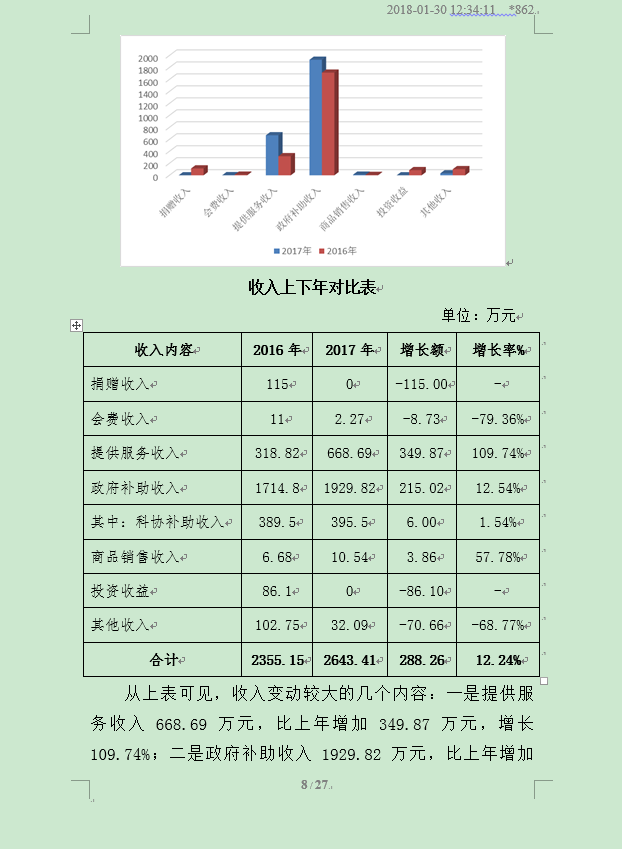 2018-01-30 12:34:11 *862
2000
1800
1600
1400
1200
1000
800
600
400
200
0
捐赠收入
会费收入
提供服务收入
政府补助收入
商品销售收入
投资收益
其他收入
2017年 2016年
收入上下年对比表
单位：万元
收入内容 2016 年 2017 年 增长额 增长率%
捐赠收入 115 0 -115.00 -
会费收入 11 2.27 -8.73 -79.36%
提供服务收入 318.82 668.69 349.87 109.74%
政府补助收入 1714.8 1929.82 215.02 12.54%
其中：科协补助收入 389.5 395.5 6.00 1.54%
商品销售收入 6.68 10.54 3.86 57.78%
投资收益 86.1 0 -86.10 -
其他收入 102.75 32.09 -70.66 -68.77%
合计 2355.15 2643.41 288.26 12.24%
从上表可见，收入变动较大的几个内容：一是提供服
务收入 668.69 万元，比上年增加 349.87 万元，增长
109.74%；二是政府补助收入 1929.82 万元，比上年增加
8 / 27